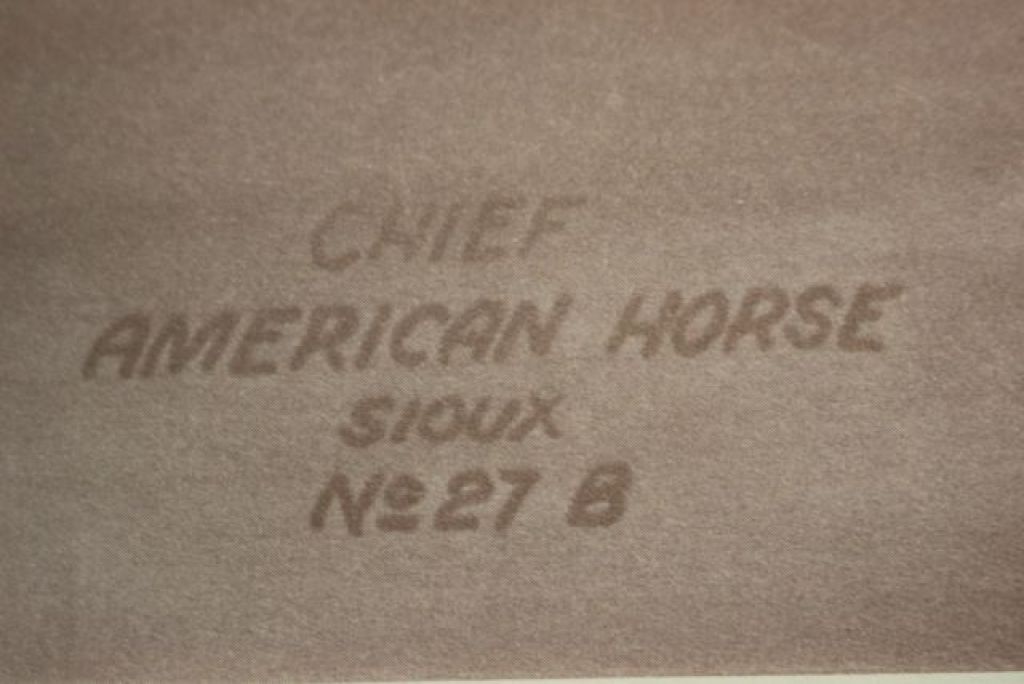 CHIEF
AMERICAN HORSE
SIOUX
Nº 27 B